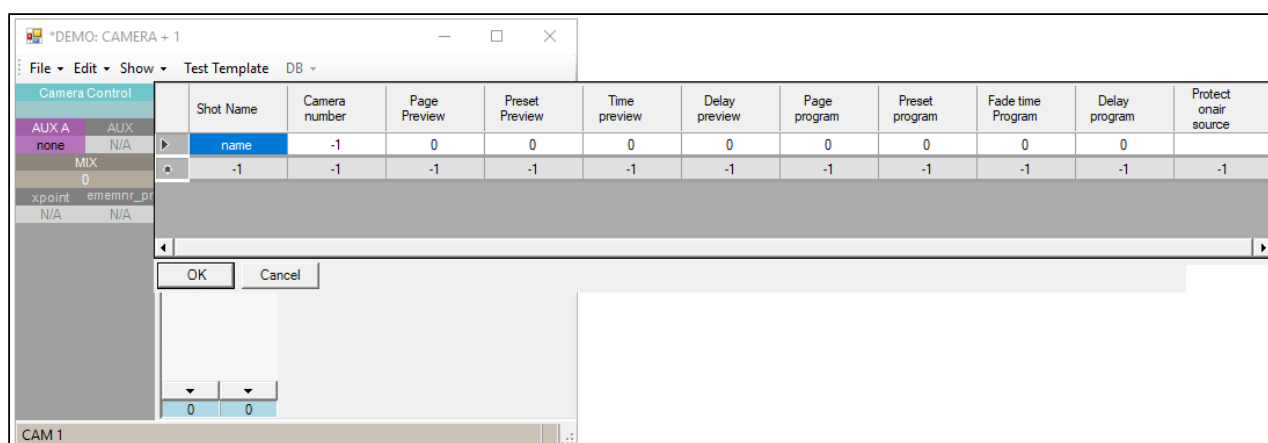 *DEMO: CAMERA + 1
File Edit Show Test Template DB
Camera Control
AUX A AUX
none N/A
MIX
0
xpoint ememnr_pr
N/A N/A
Shot Name Camera number Page Preview Preset Preview Time preview Delay preview Page program Preset program Fade time Program Delay program Protect onair source
name -1 0 0 0 0 0 0 0 0
-1 -1 -1 -1 -1 -1 -1 -1 -1 -1 -1
OK Cancel
0 0
CAM 1